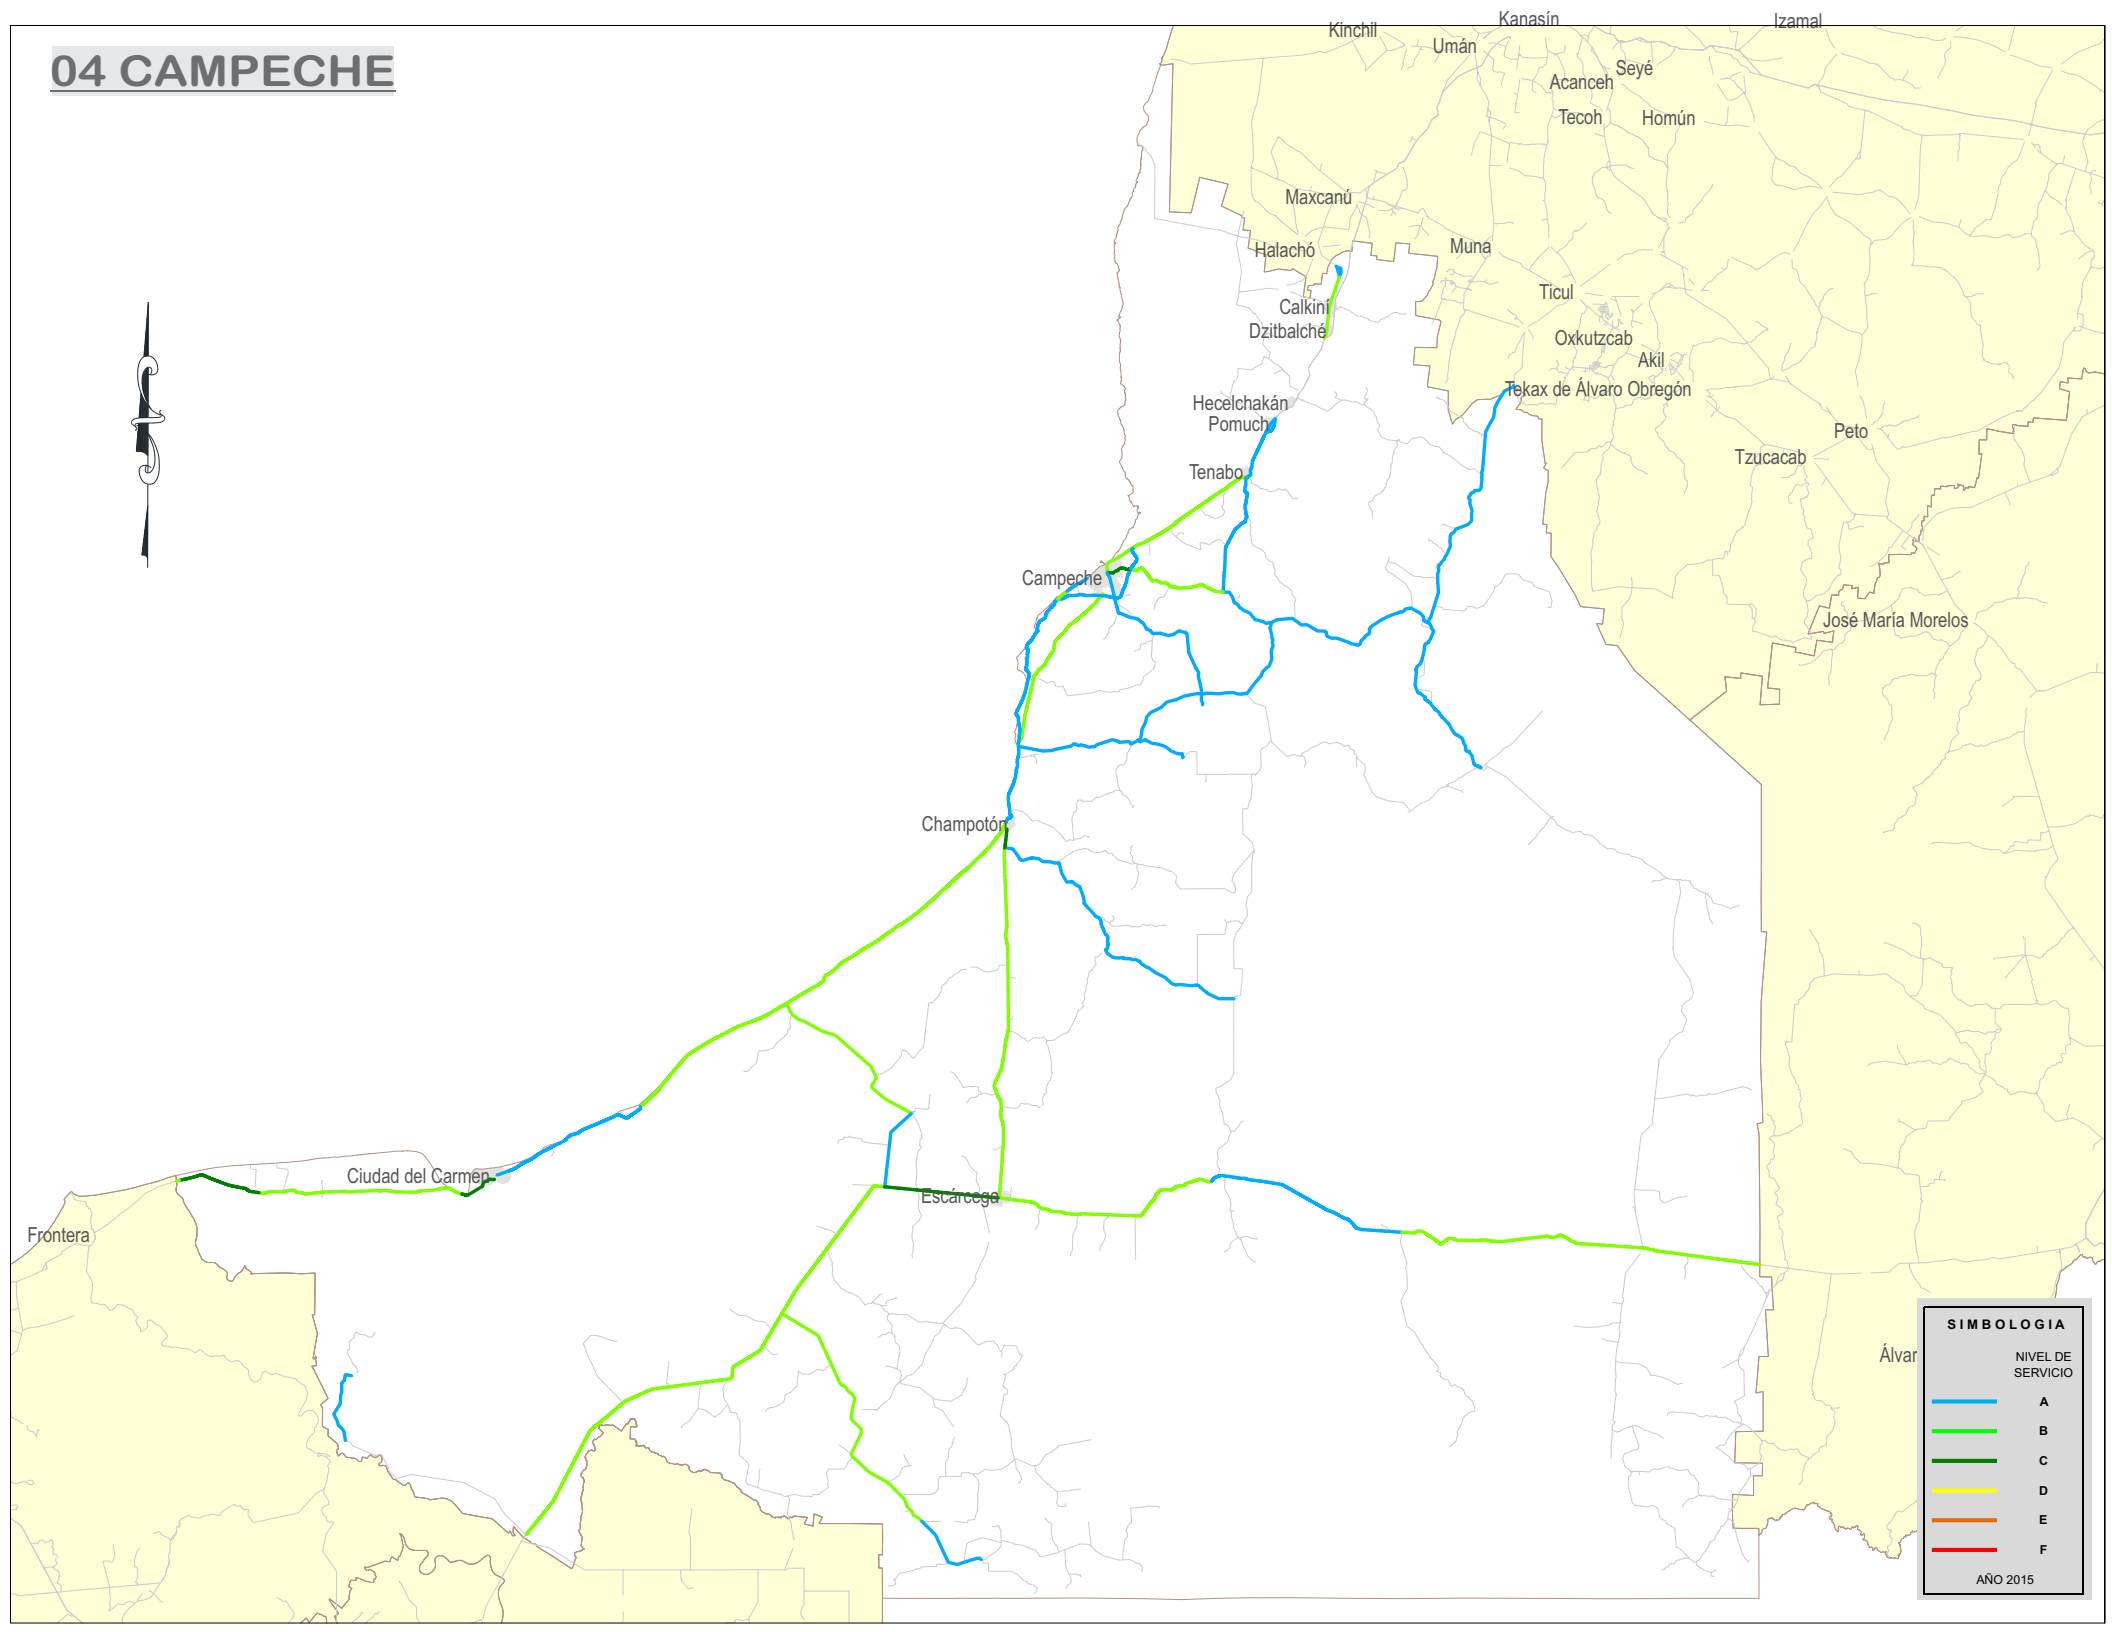 04 CAMPECHE
Kinchil
Kanasín
Izamal
Umán
Seyé
Acanceh
Tecoh
Homún
Maxcanú
Halachó
Muna
Calkiní
Ticul
Dzitbalché
Oxkutzcab
Akil
Tekax de Álvaro Obregón
Hecelchakán
Pomuch
Peto
Tzucacab
Tenabo
Campeche
José María Morelos
Champotón
Ciudad del Carmen
Escárcega
Frontera
Álvar
SIMBOLOGIA
NIVEL DE
SERVICIO
A
B
C
D
E
F
AÑO 2015